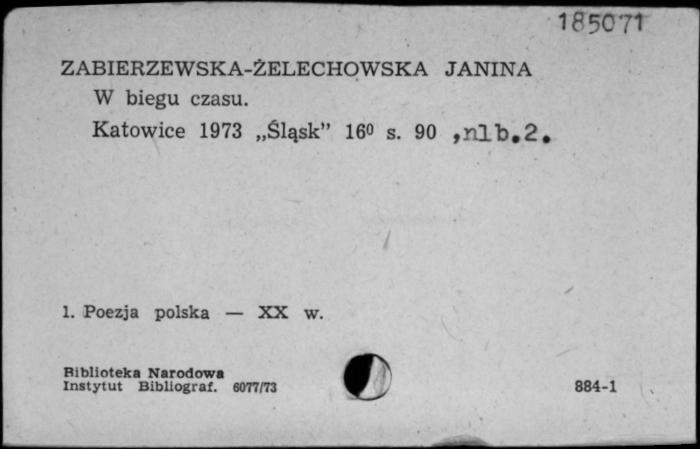 185071
ZABIERZEWSKA-ŻELECHOWSKA JANINA
W biegu czasu.
Katowice 1973 „Śląsk” 16⁰ s. 90 ,nlb.2.
1. Poezja polska — XX w.
Biblioteka Narodowa
Instytut Bibliograf. 6077/73
884-1